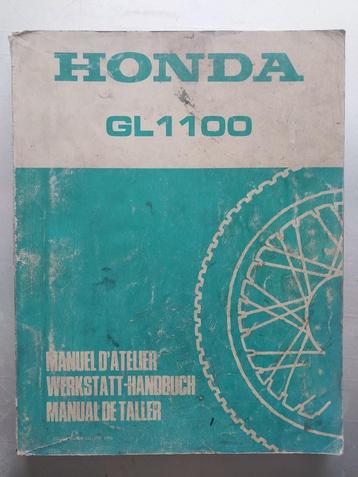 HONDA
GL1100
MANUEL D'ATELIER
WERKSTATT-HANDBUCH
MANUAL DE TALLER